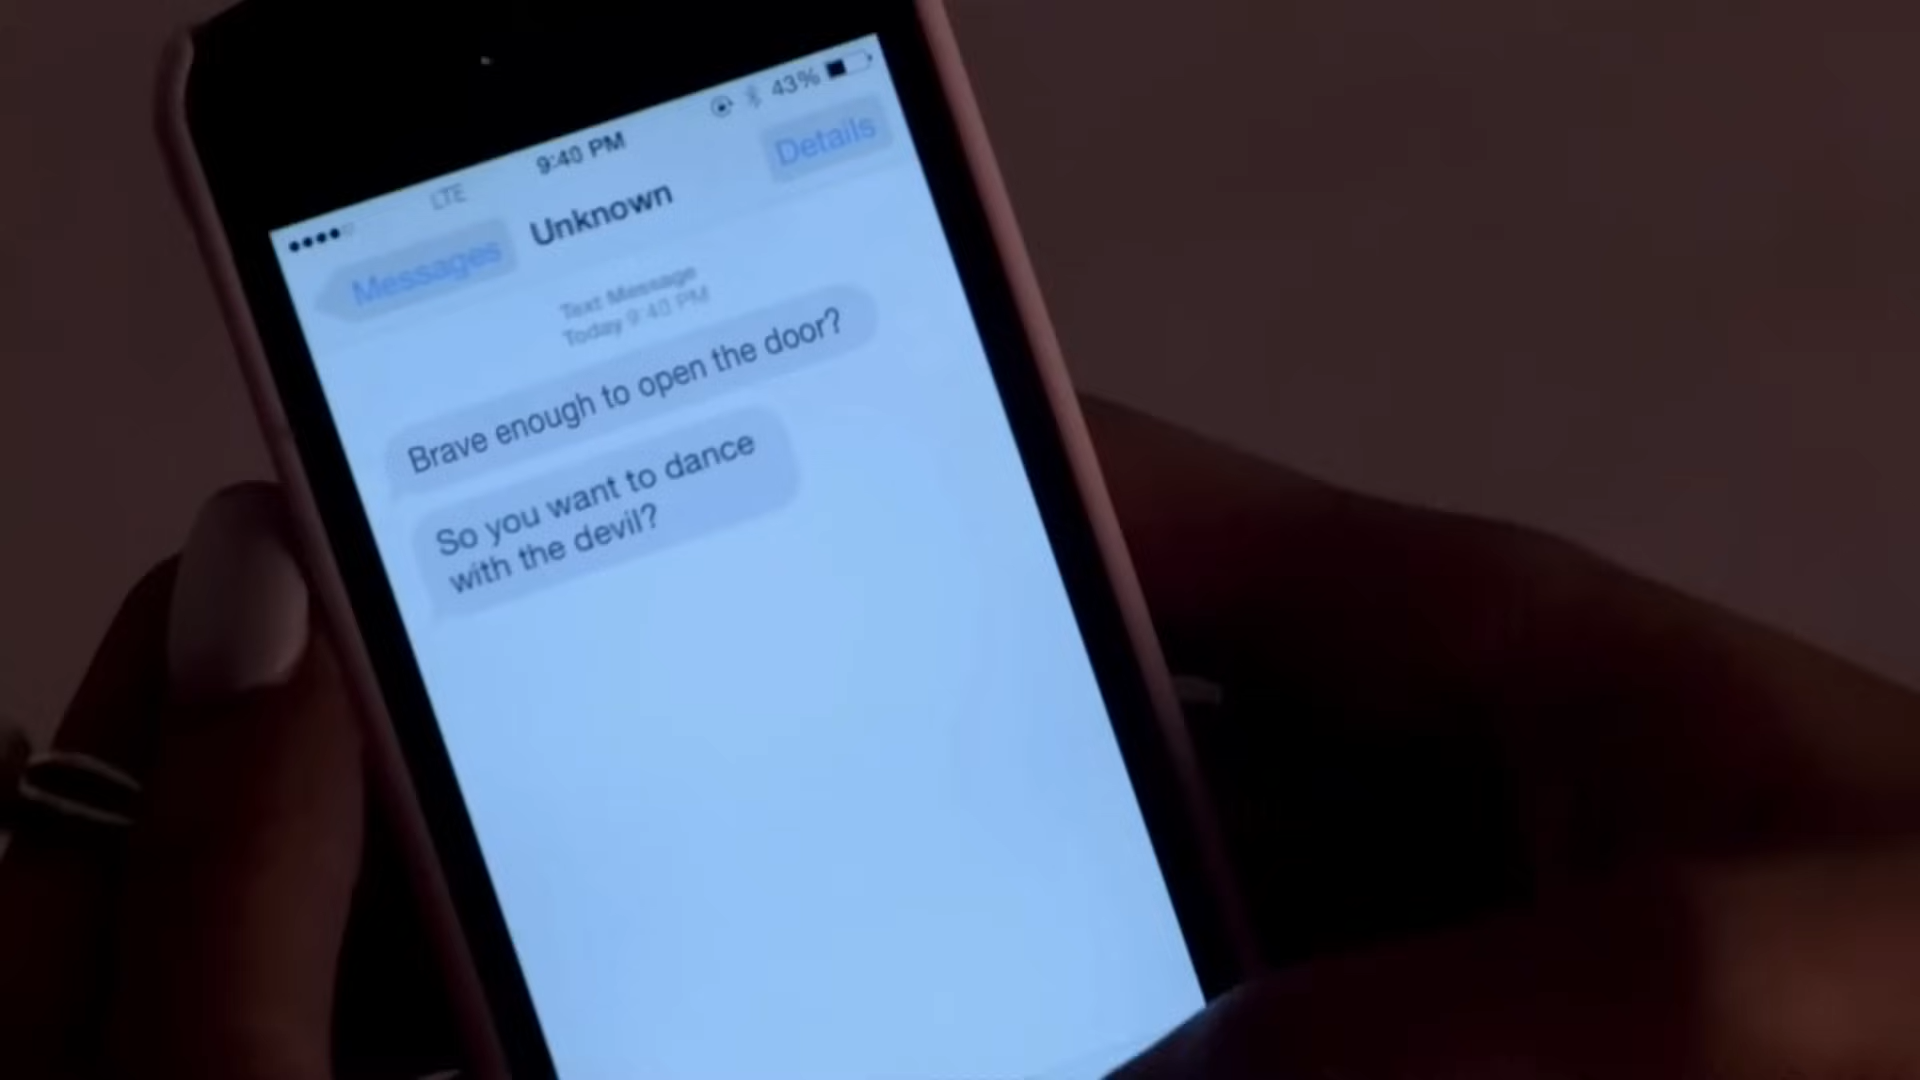 LTE
9:40 PM
43%
Messages
Unknown
Details
Text Message
Today 9:40 PM
Brave enough to open the door?
So you want to dance
with the devil?